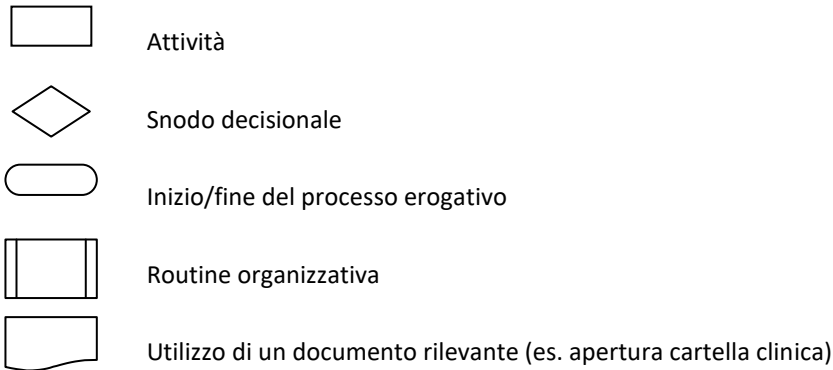 Attività
Snodo decisionale
Inizio/fine del processo erogativo
Routine organizzativa
Utilizzo di un documento rilevante (es. apertura cartella clinica)